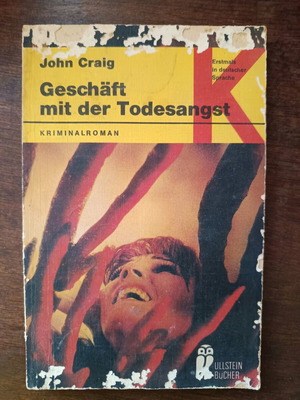 John Craig
Geschäft
mit der Todesangst
KRIMINALROMAN
K
Erstmals
in deutscher
Sprache
ULLSTEIN
BÜCHER